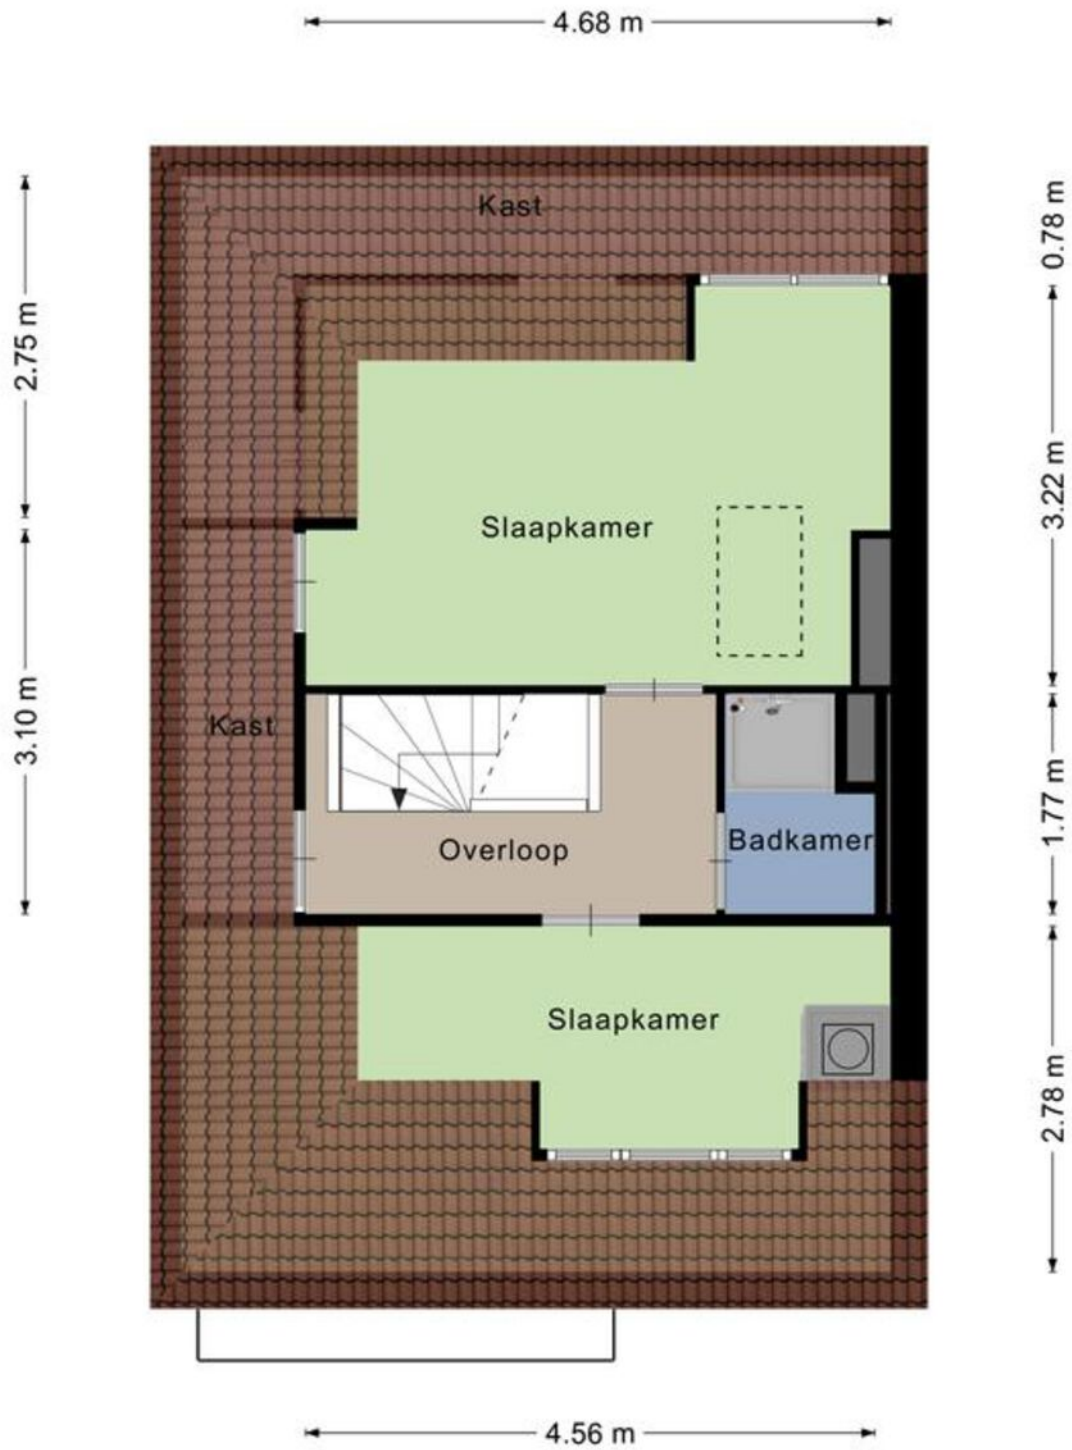 4.68 m
Kast
0.78 m
2.75 m
3.22 m
Slaapkamer
3.10 m
Kast
1.77 m
Overloop
Badkamer
Slaapkamer
2.78 m
4.56 m